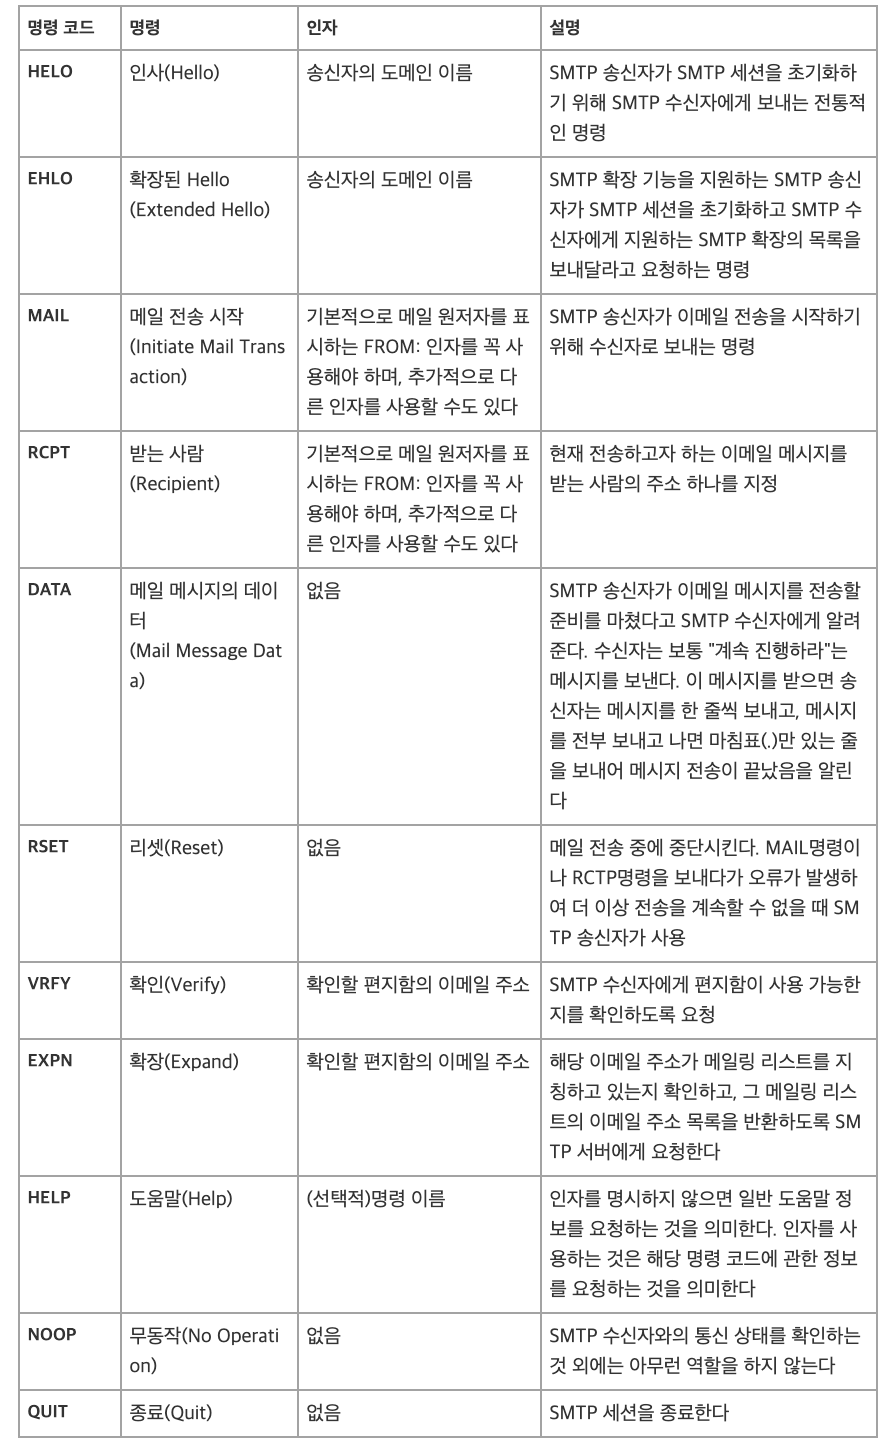 명령 코드 명령 인자 설명
HELO 인사(Hello) 송신자의 도메인 이름 SMTP 송신자가 SMTP 세션을 초기화하
기 위해 SMTP 수신자에게 보내는 전통적
인 명령
EHLO 확장된 Hello 송신자의 도메인 이름 SMTP 확장 기능을 지원하는 SMTP 송신
(Extended Hello) 자가 SMTP 세션을 초기화하고 SMTP 수
신자에게 지원하는 SMTP 확장의 목록을
보내달라고 요청하는 명령
MAIL 메일 전송 시작 기본적으로 메일 원저자를 표 SMTP 송신자가 이메일 전송을 시작하기
(Initiate Mail Trans 시하는 FROM: 인자를 꼭 사 위해 수신자로 보내는 명령
action) 용해야 하며, 추가적으로 다
른 인자를 사용할 수도 있다
RCPT 받는 사람 기본적으로 메일 원저자를 표 현재 전송하고자 하는 이메일 메시지를
(Recipient) 시하는 FROM: 인자를 꼭 사 받는 사람의 주소 하나를 지정
용해야 하며, 추가적으로 다
른 인자를 사용할 수도 있다
DATA 메일 메시지의 데이 없음 SMTP 송신자가 이메일 메시지를 전송할
터 준비를 마쳤다고 SMTP 수신자에게 알려
(Mail Message Dat 준다. 수신자는 보통 "계속 진행하라"는
a) 메시지를 보낸다. 이 메시지를 받으면 송
신자는 메시지를 한 줄씩 보내고, 메시지
를 전부 보내고 나면 마침표(.)만 있는 줄
을 보내어 메시지 전송이 끝났음을 알린
다
RSET 리셋(Reset) 없음 메일 전송 중에 중단시킨다. MAIL명령이
나 RCTP명령을 보내다가 오류가 발생하
여 더 이상 전송을 계속할 수 없을 때 SM
TP 송신자가 사용
VRFY 확인(Verify) 확인할 편지함의 이메일 주소 SMTP 수신자에게 편지함이 사용 가능한
지를 확인하도록 요청
EXPN 확장(Expand) 확인할 편지함의 이메일 주소 해당 이메일 주소가 메일링 리스트를 지
칭하고 있는지 확인하고, 그 메일링 리스
트의 이메일 주소 목록을 반환하도록 SM
TP 서버에게 요청한다
HELP 도움말(Help) (선택적)명령 이름 인자를 명시하지 않으면 일반 도움말 정
보를 요청하는 것을 의미한다. 인자를 사
용하는 것은 해당 명령 코드에 관한 정보
를 요청하는 것을 의미한다
NOOP 무동작(No Operati 없음 SMTP 수신자와의 통신 상태를 확인하는
on) 것 외에는 아무런 역할을 하지 않는다
QUIT 종료(Quit) 없음 SMTP 세션을 종료한다